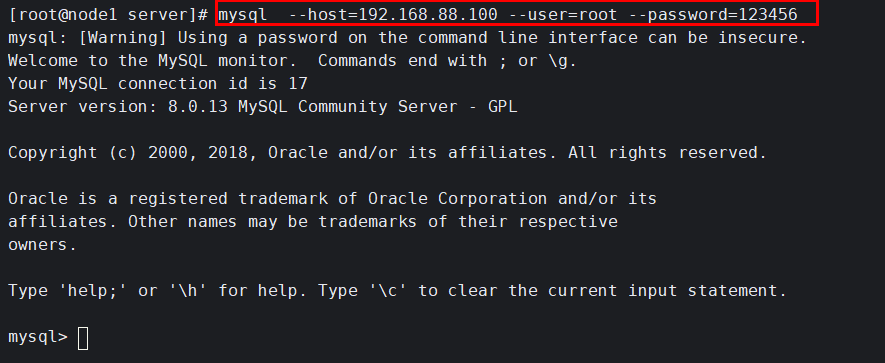 [root@node1 server]# mysql  --host=192.168.88.100 --user=root --password=123456
mysql: [Warning] Using a password on the command line interface can be insecure.
Welcome to the MySQL monitor.  Commands end with ; or \g.
Your MySQL connection id is 17
Server version: 8.0.13 MySQL Community Server - GPL
Copyright (c) 2000, 2018, Oracle and/or its affiliates. All rights reserved.
Oracle is a registered trademark of Oracle Corporation and/or its
affiliates. Other names may be trademarks of their respective
owners.
Type 'help;' or '\h' for help. Type '\c' to clear the current input statement.
mysql>